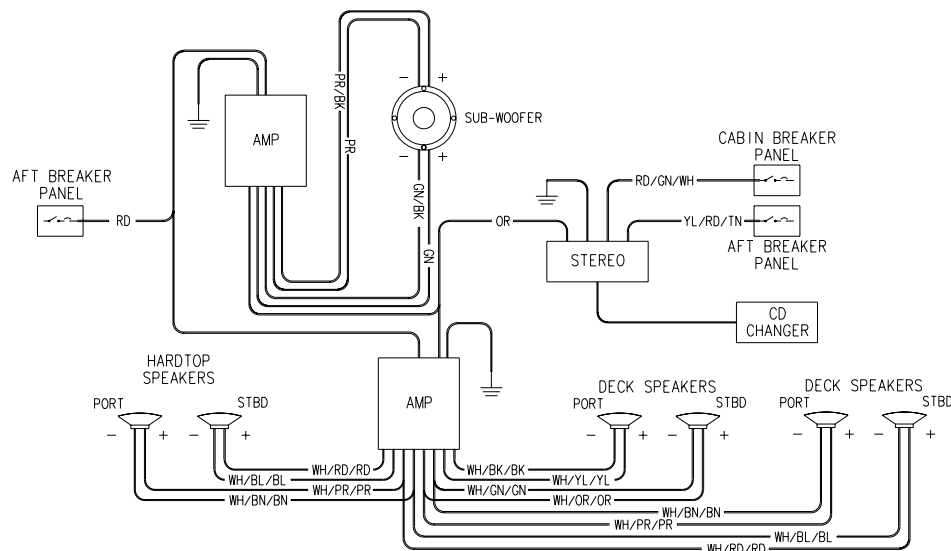 PR/BK
PR
- +
AMP
SUB-WOOFER
- +
CABIN BREAKER
PANEL
RD/GN/WH
AFT BREAKER
PANEL
RD
GN/BK
GN
OR
YL/RD/TN
AFT BREAKER
PANEL
STEREO
CD
CHANGER
HARDTOP
SPEAKERS
PORT
STBD
- +
- +
AMP
DECK SPEAKERS
PORT
STBD
- +
- +
DECK SPEAKERS
PORT
STBD
- +
- +
WH/RD/RD
WH/BL/BL
WH/PR/PR
WH/BN/BN
WH/BK/BK
WH/YL/YL
WH/GN/GN
WH/OR/OR
WH/BN/BN
WH/PR/PR
WH/BL/BL
WH/RD/RD